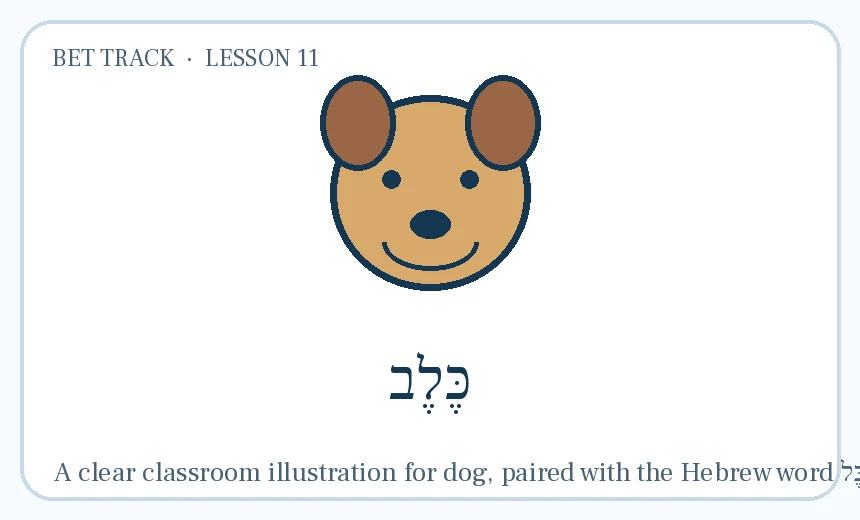 BET TRACK · LESSON 11
כֶּלֶב
A clear classroom illustration for dog, paired with the Hebrew word